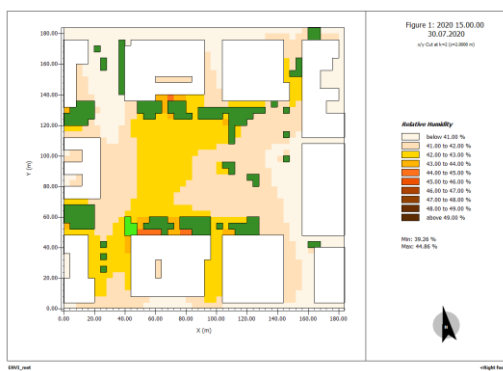 Figure 1: 2020 15.00.00
30.07.2020
x/y Cut at k=2 (z=2.0000 m)
Relative Humidity
below 41.00 %
41.00 to 42.00 %
42.00 to 43.00 %
43.00 to 44.00 %
44.00 to 45.00 %
45.00 to 46.00 %
46.00 to 47.00 %
47.00 to 48.00 %
48.00 to 49.00 %
above 49.00 %
Min: 39.26 %
Max: 44.86 %
Y (m)
180.00
160.00
140.00
120.00
100.00
80.00
60.00
40.00
20.00
0.00
0.00 20.00 40.00 60.00 80.00 100.00 120.00 140.00 160.00 180.00
X (m)
ENVI_met
<Right foo